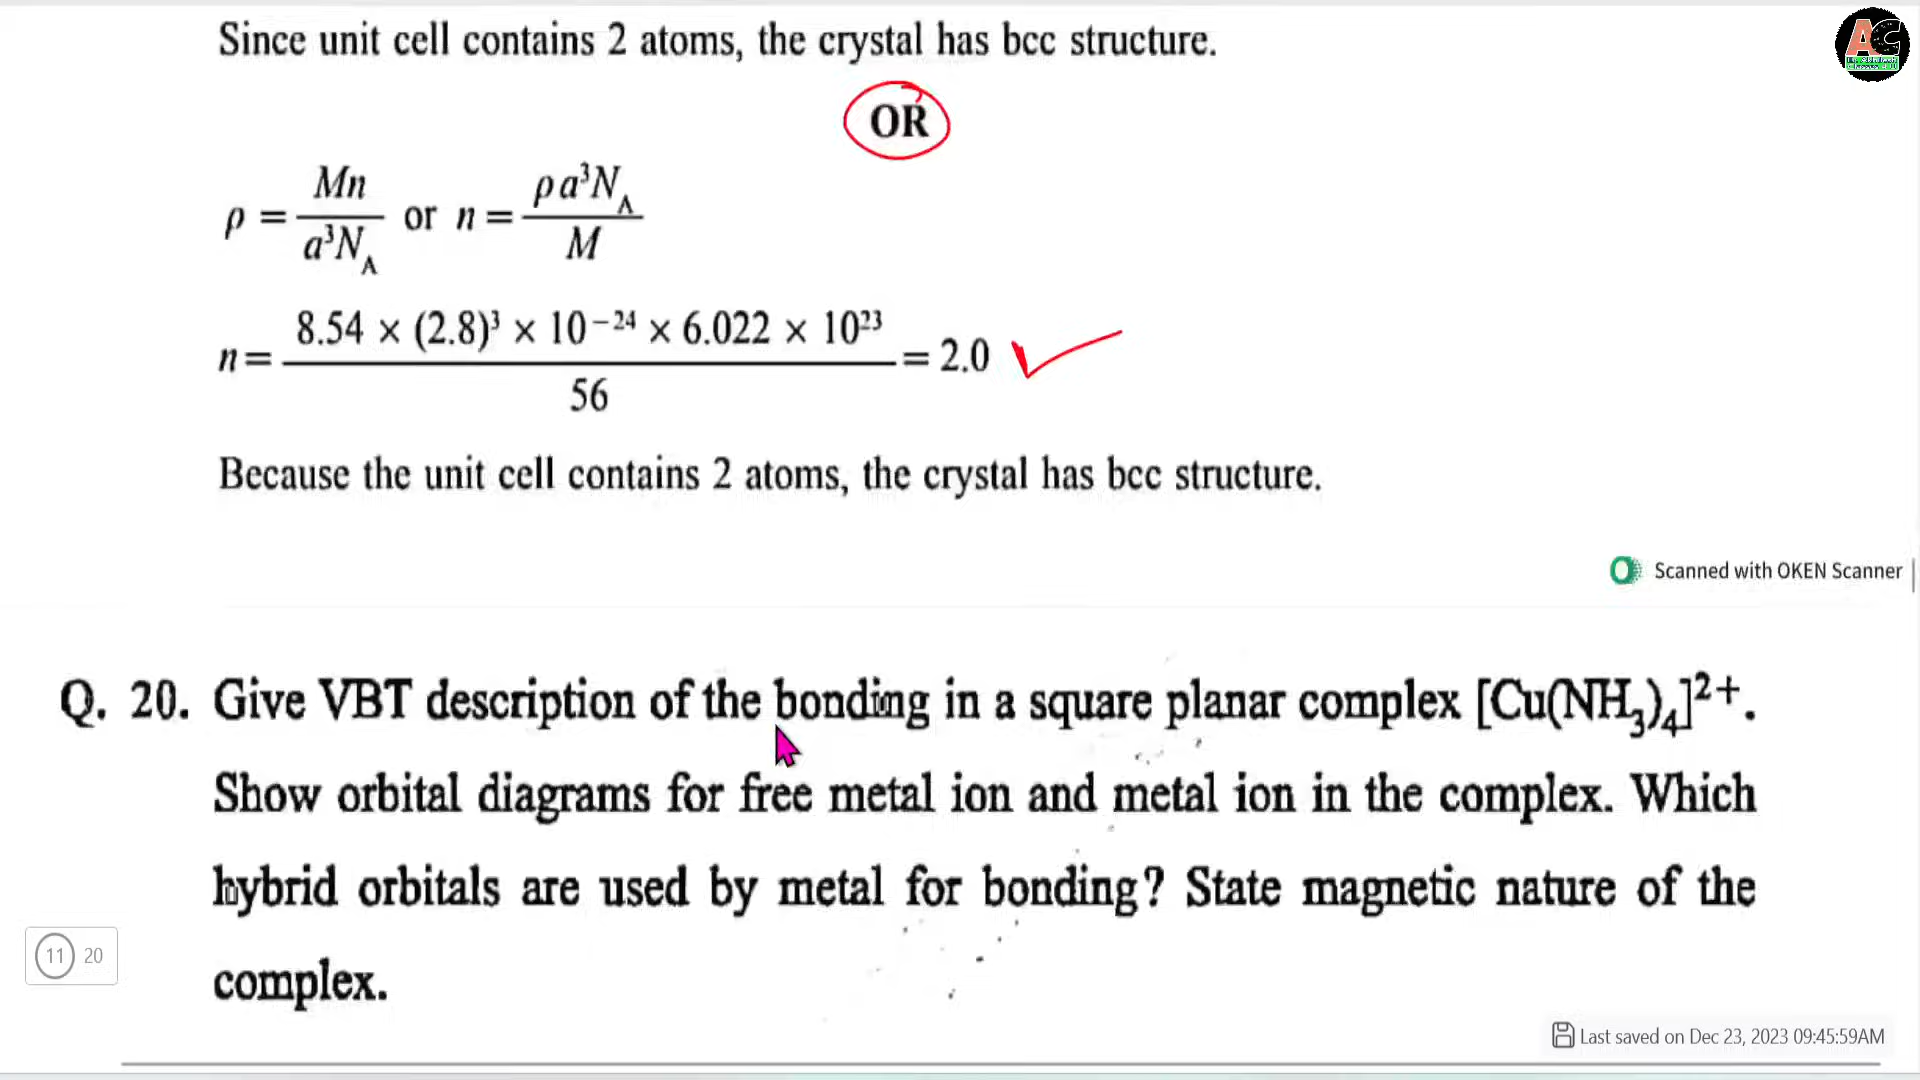 Since unit cell contains 2 atoms, the crystal has bcc structure.
AC
OR
ρ = Mn / a³N_A or n = ρ a³N_A / M
n = 8.54 × (2.8)³ × 10⁻²⁴ × 6.022 × 10²³ / 56 = 2.0
Because the unit cell contains 2 atoms, the crystal has bcc structure.
Scanned with OKEN Scanner
Q. 20. Give VBT description of the bonding in a square planar complex [Cu(NH₃)₄]²⁺.
Show orbital diagrams for free metal ion and metal ion in the complex. Which
hybrid orbitals are used by metal for bonding? State magnetic nature of the
complex.
11 20
Last saved on Dec 23, 2023 09:45:59AM